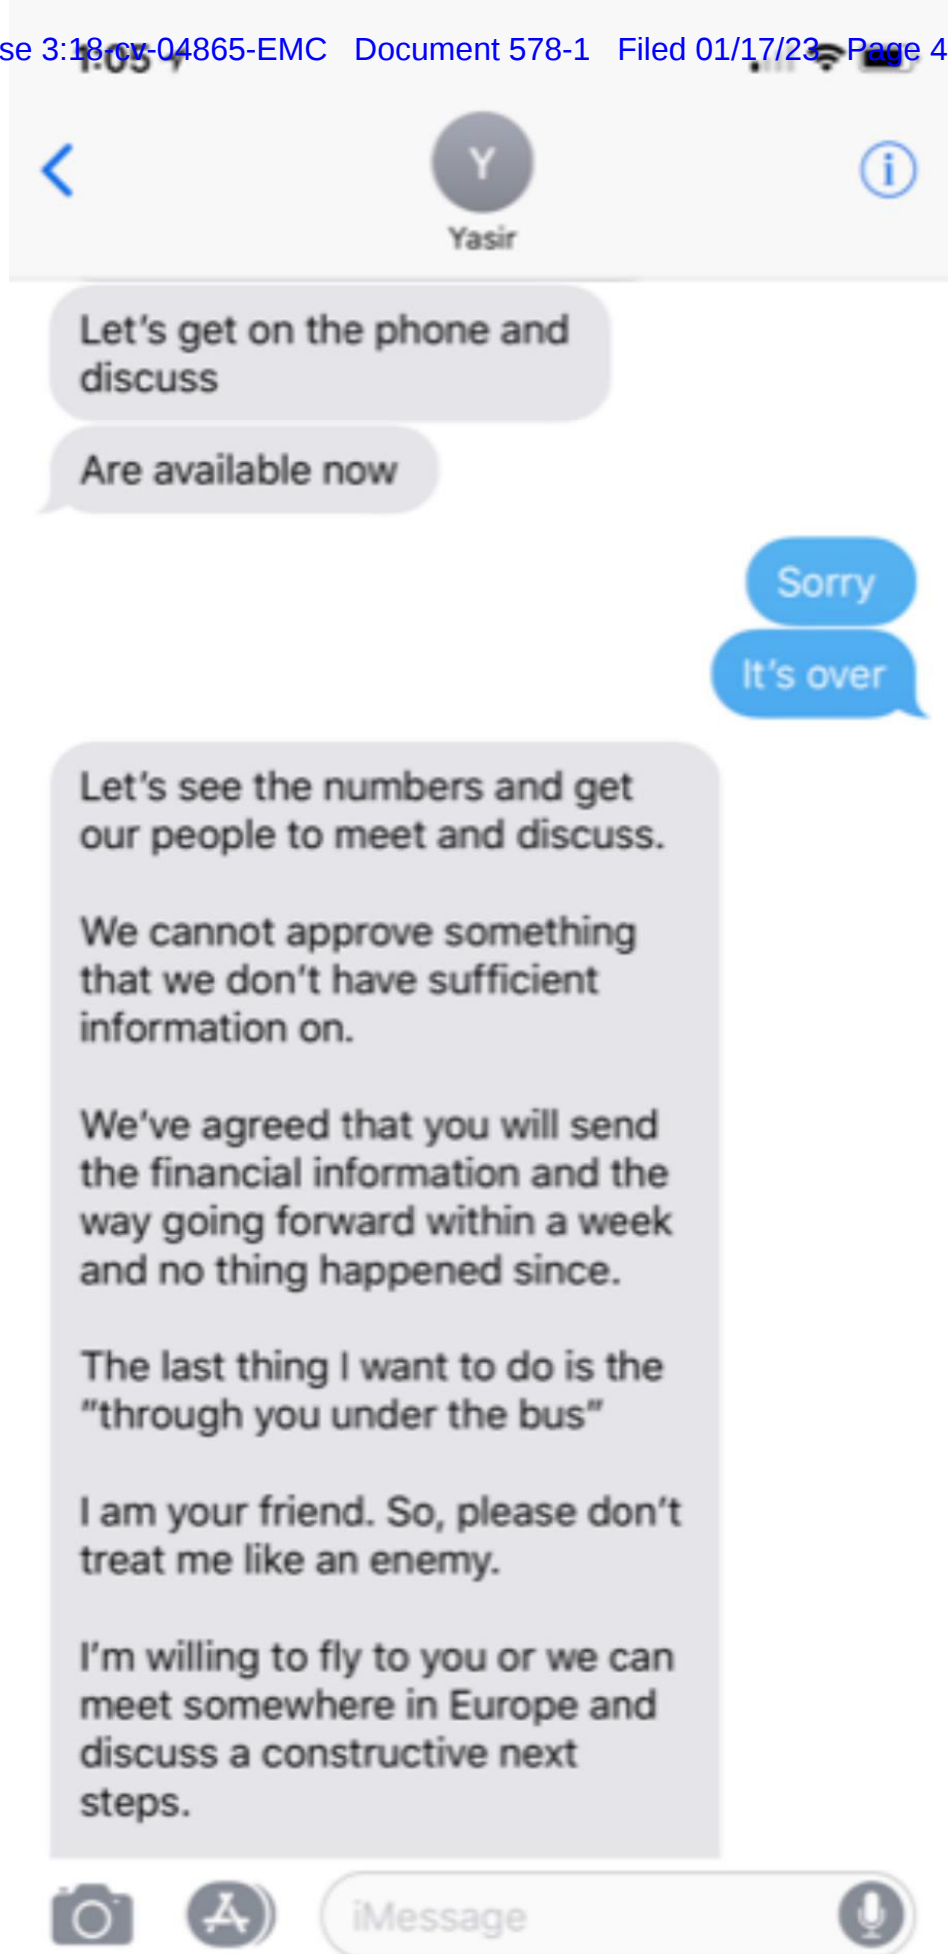 se 3:18-cv-04865-EMC Document 578-1 Filed 01/17/23 Page 4
1:05
Y
Yasir
Let's get on the phone and
discuss
Are available now
Sorry
It's over
Let's see the numbers and get
our people to meet and discuss.
We cannot approve something
that we don't have sufficient
information on.
We've agreed that you will send
the financial information and the
way going forward within a week
and no thing happened since.
The last thing I want to do is the
"through you under the bus"
I am your friend. So, please don't
treat me like an enemy.
I'm willing to fly to you or we can
meet somewhere in Europe and
discuss a constructive next
steps.
iMessage